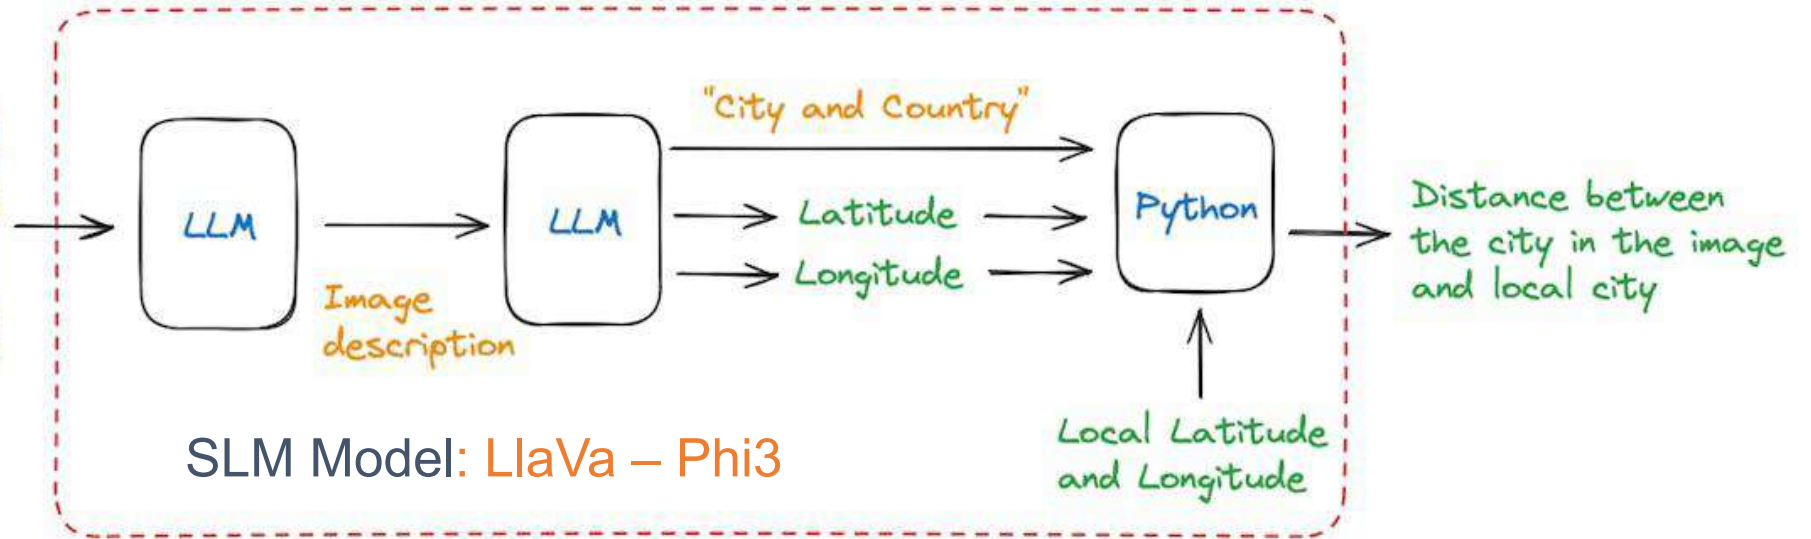 "City and Country"
LLM
LLM
Latitude
Longitude
Python
Image
description
Distance between
the city in the image
and local city
Local Latitude
and Longitude
SLM Model: LlaVa – Phi3